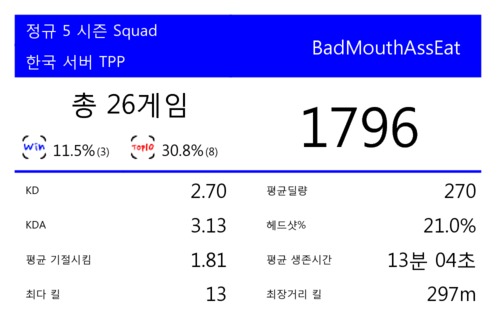 정규 5 시즌 Squad
한국 서버 TPP
BadMouthAssEat
총 26게임
1796
Win 11.5%(3) Top10 30.8%(8)
KD 2.70
평균딜량 270
KDA 3.13
헤드샷% 21.0%
평균 기절시킴 1.81
평균 생존시간 13분 04초
최다 킬 13
최장거리 킬 297m